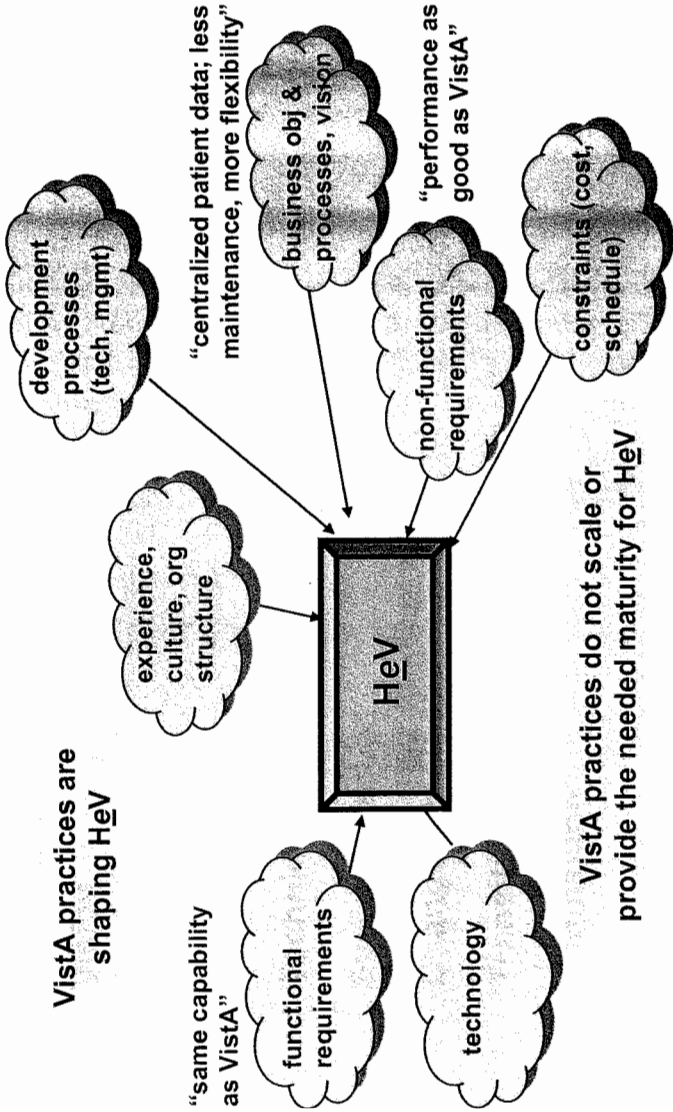 VistA practices are
shaping HeV
"same capability
as VistA"
functional
requirements
technology
experience,
culture, org
structure
development
processes
(tech, mgmt)
"centralized patient data; less
maintenance, more flexibility"
business obj &
processes, vision
"performance as
good as VistA"
non-functional
requirements
constraints (cost,
schedule)
HeV
VistA practices do not scale or
provide the needed maturity for HeV